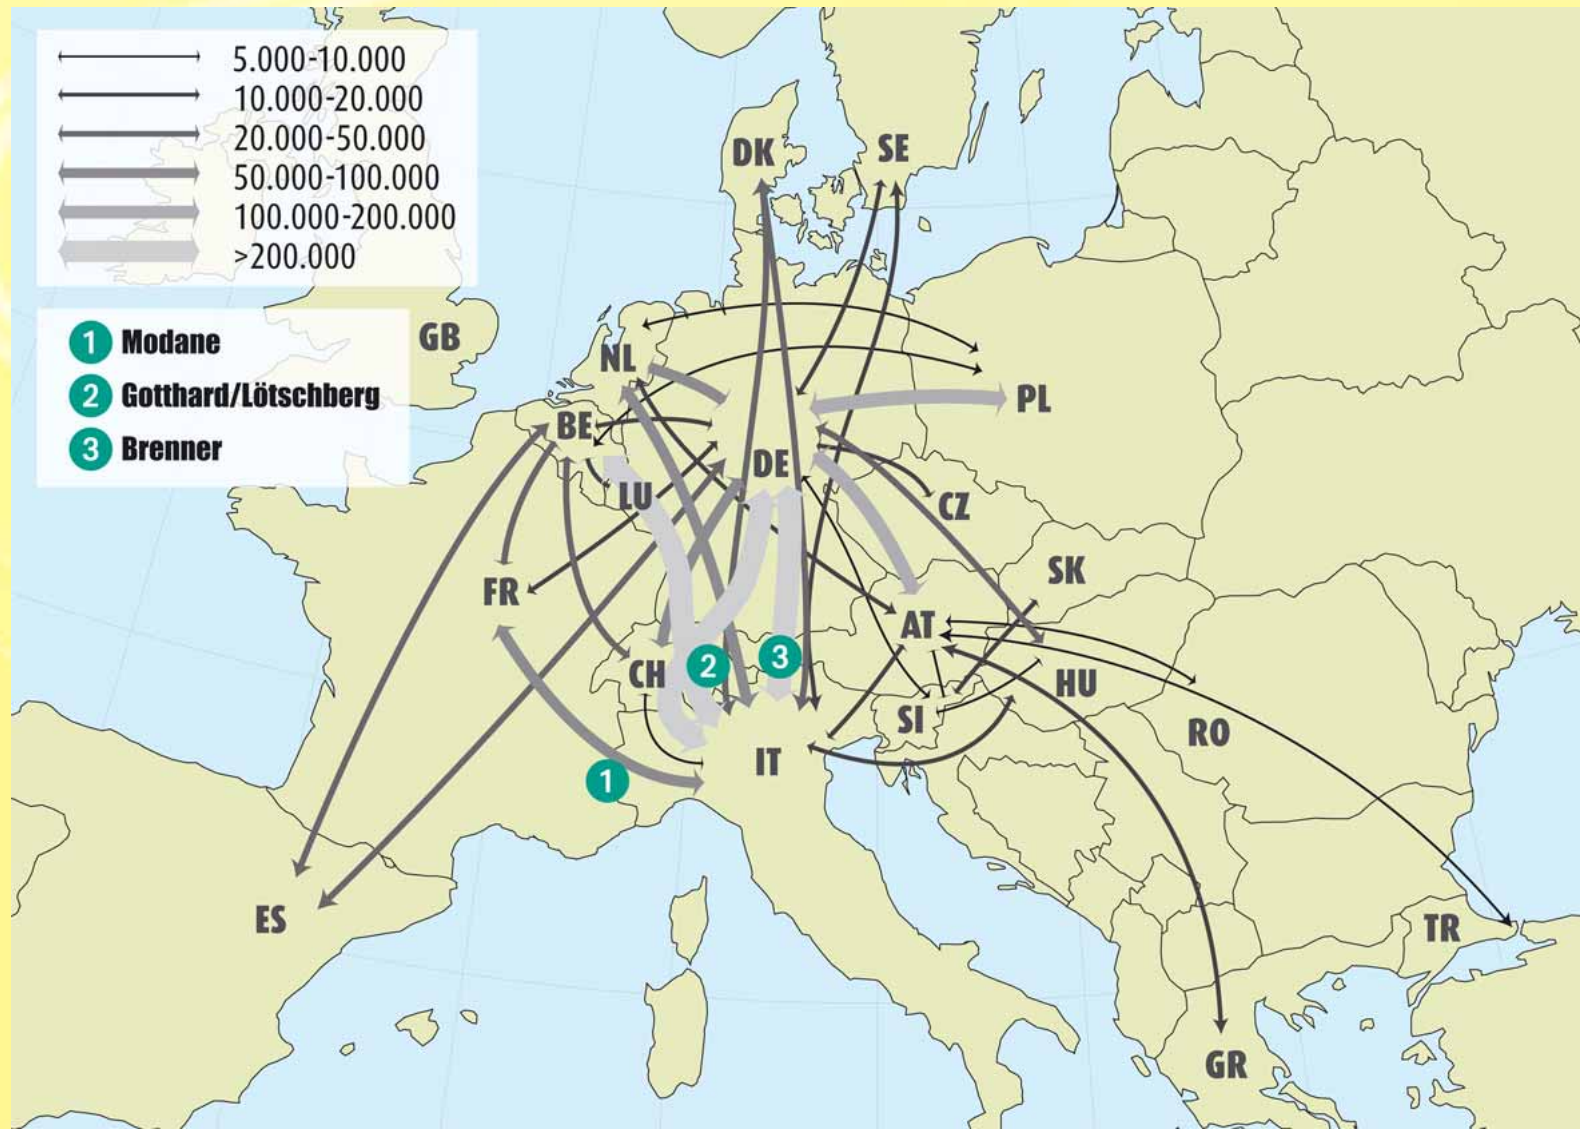 5.000-10.000
10.000-20.000
20.000-50.000
50.000-100.000
100.000-200.000
>200.000
1 Modane
2 Gotthard/Lötschberg
3 Brenner
DK
SE
GB
NL
PL
BE
DE
LU
CZ
SK
FR
AT
CH
2
3
HU
SI
RO
IT
1
ES
TR
GR